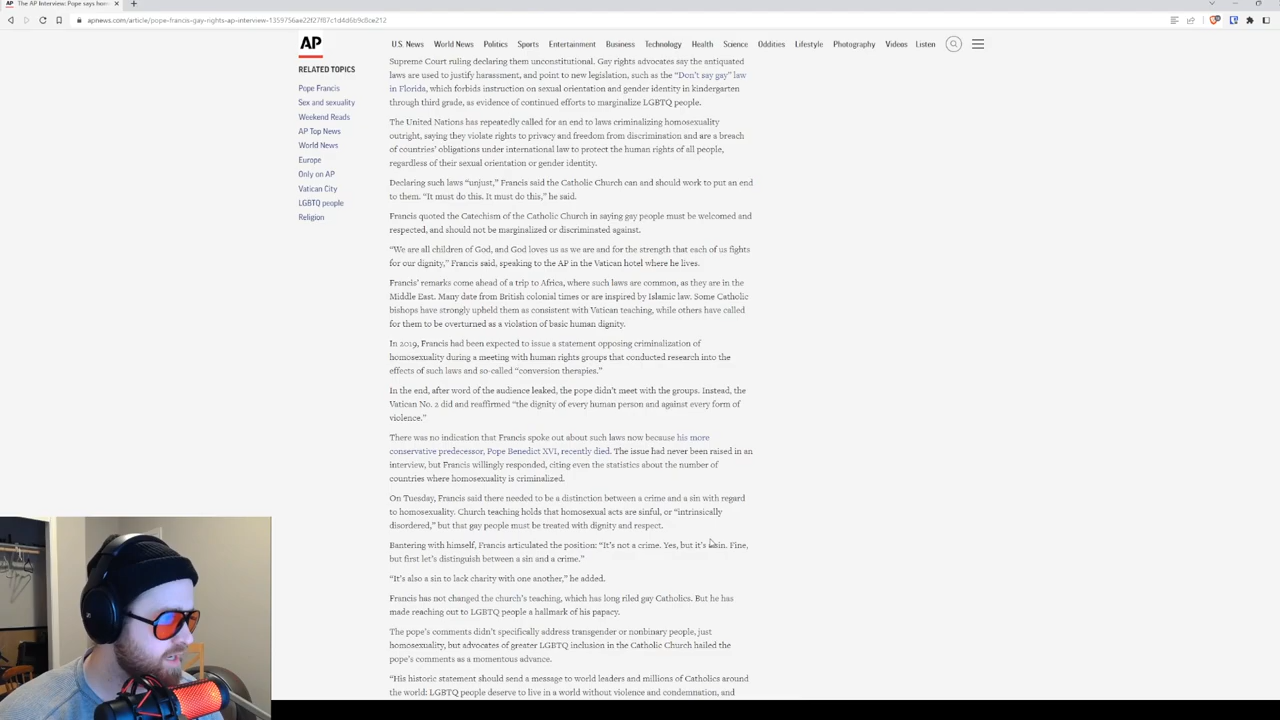 The AP Interview: Pope says hom
apnews.com/article/pope-francis-gay-rights-ap-interview-1359756ae22f27f87c1d4d6b9c8ce212
AP
U.S. News World News Politics Sports Entertainment Business Technology Health Science Oddities Lifestyle Photography Videos Listen
RELATED TOPICS
Pope Francis
Sex and sexuality
Weekend Reads
AP Top News
World News
Europe
Only on AP
Vatican City
LGBTQ people
Religion
Supreme Court ruling declaring them unconstitutional. Gay rights advocates say the antiquated
laws are used to justify harassment, and point to new legislation, such as the “Don’t say gay” law
in Florida, which forbids instruction on sexual orientation and gender identity in kindergarten
through third grade, as evidence of continued efforts to marginalize LGBTQ people.
The United Nations has repeatedly called for an end to laws criminalizing homosexuality
outright, saying they violate rights to privacy and freedom from discrimination and are a breach
of countries’ obligations under international law to protect the human rights of all people,
regardless of their sexual orientation or gender identity.
Declaring such laws “unjust,” Francis said the Catholic Church can and should work to put an end
to them. “It must do this. It must do this,” he said.
Francis quoted the Catechism of the Catholic Church in saying gay people must be welcomed and
respected, and should not be marginalized or discriminated against.
“We are all children of God, and God loves us as we are and for the strength that each of us fights
for our dignity,” Francis said, speaking to the AP in the Vatican hotel where he lives.
Francis’ remarks come ahead of a trip to Africa, where such laws are common, as they are in the
Middle East. Many date from British colonial times or are inspired by Islamic law. Some Catholic
bishops have strongly upheld them as consistent with Vatican teaching, while others have called
for them to be overturned as a violation of basic human dignity.
In 2019, Francis had been expected to issue a statement opposing criminalization of
homosexuality during a meeting with human rights groups that conducted research into the
effects of such laws and so-called “conversion therapies.”
In the end, after word of the audience leaked, the pope didn’t meet with the groups. Instead, the
Vatican No. 2 did and reaffirmed “the dignity of every human person and against every form of
violence.”
There was no indication that Francis spoke out about such laws now because his more
conservative predecessor, Pope Benedict XVI, recently died. The issue had never been raised in an
interview, but Francis willingly responded, citing even the statistics about the number of
countries where homosexuality is criminalized.
On Tuesday, Francis said there needed to be a distinction between a crime and a sin with regard
to homosexuality. Church teaching holds that homosexual acts are sinful, or “intrinsically
disordered,” but that gay people must be treated with dignity and respect.
Bantering with himself, Francis articulated the position: “It’s not a crime. Yes, but it’s a sin. Fine,
but first let’s distinguish between a sin and a crime.”
“It’s also a sin to lack charity with one another,” he added.
Francis has not changed the church’s teaching, which has long riled gay Catholics. But he has
made reaching out to LGBTQ people a hallmark of his papacy.
The pope’s comments didn’t specifically address transgender or nonbinary people, just
homosexuality, but advocates of greater LGBTQ inclusion in the Catholic Church hailed the
pope’s comments as a momentous advance.
“His historic statement should send a message to world leaders and millions of Catholics around
the world: LGBTQ people deserve to live in a world without violence and condemnation, and